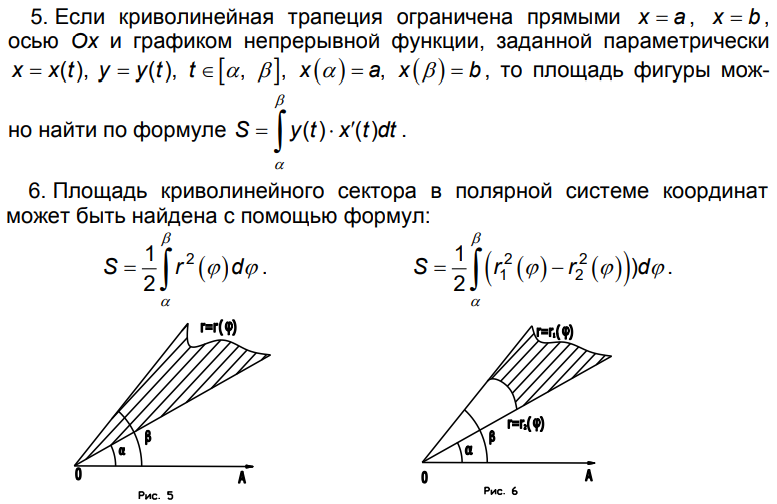 5. Если криволинейная трапеция ограничена прямыми x = a, x = b,
осью Ox и графиком непрерывной функции, заданной параметрически
x = x(t), y = y(t), t ∈ [α, β], x(α) = a, x(β) = b, то площадь фигуры мож-
но найти по формуле S = ∫_α^β y(t) · x′(t)dt .
6. Площадь криволинейного сектора в полярной системе координат
может быть найдена с помощью формул:
S = 1/2 ∫_α^β r²(φ)dφ . S = 1/2 ∫_α^β (r₁²(φ) − r₂²(φ)))dφ .
r=r(φ) r=r₁(φ)
r=r₂(φ)
β β
α α
0 A 0 A
Рис. 5 Рис. 6